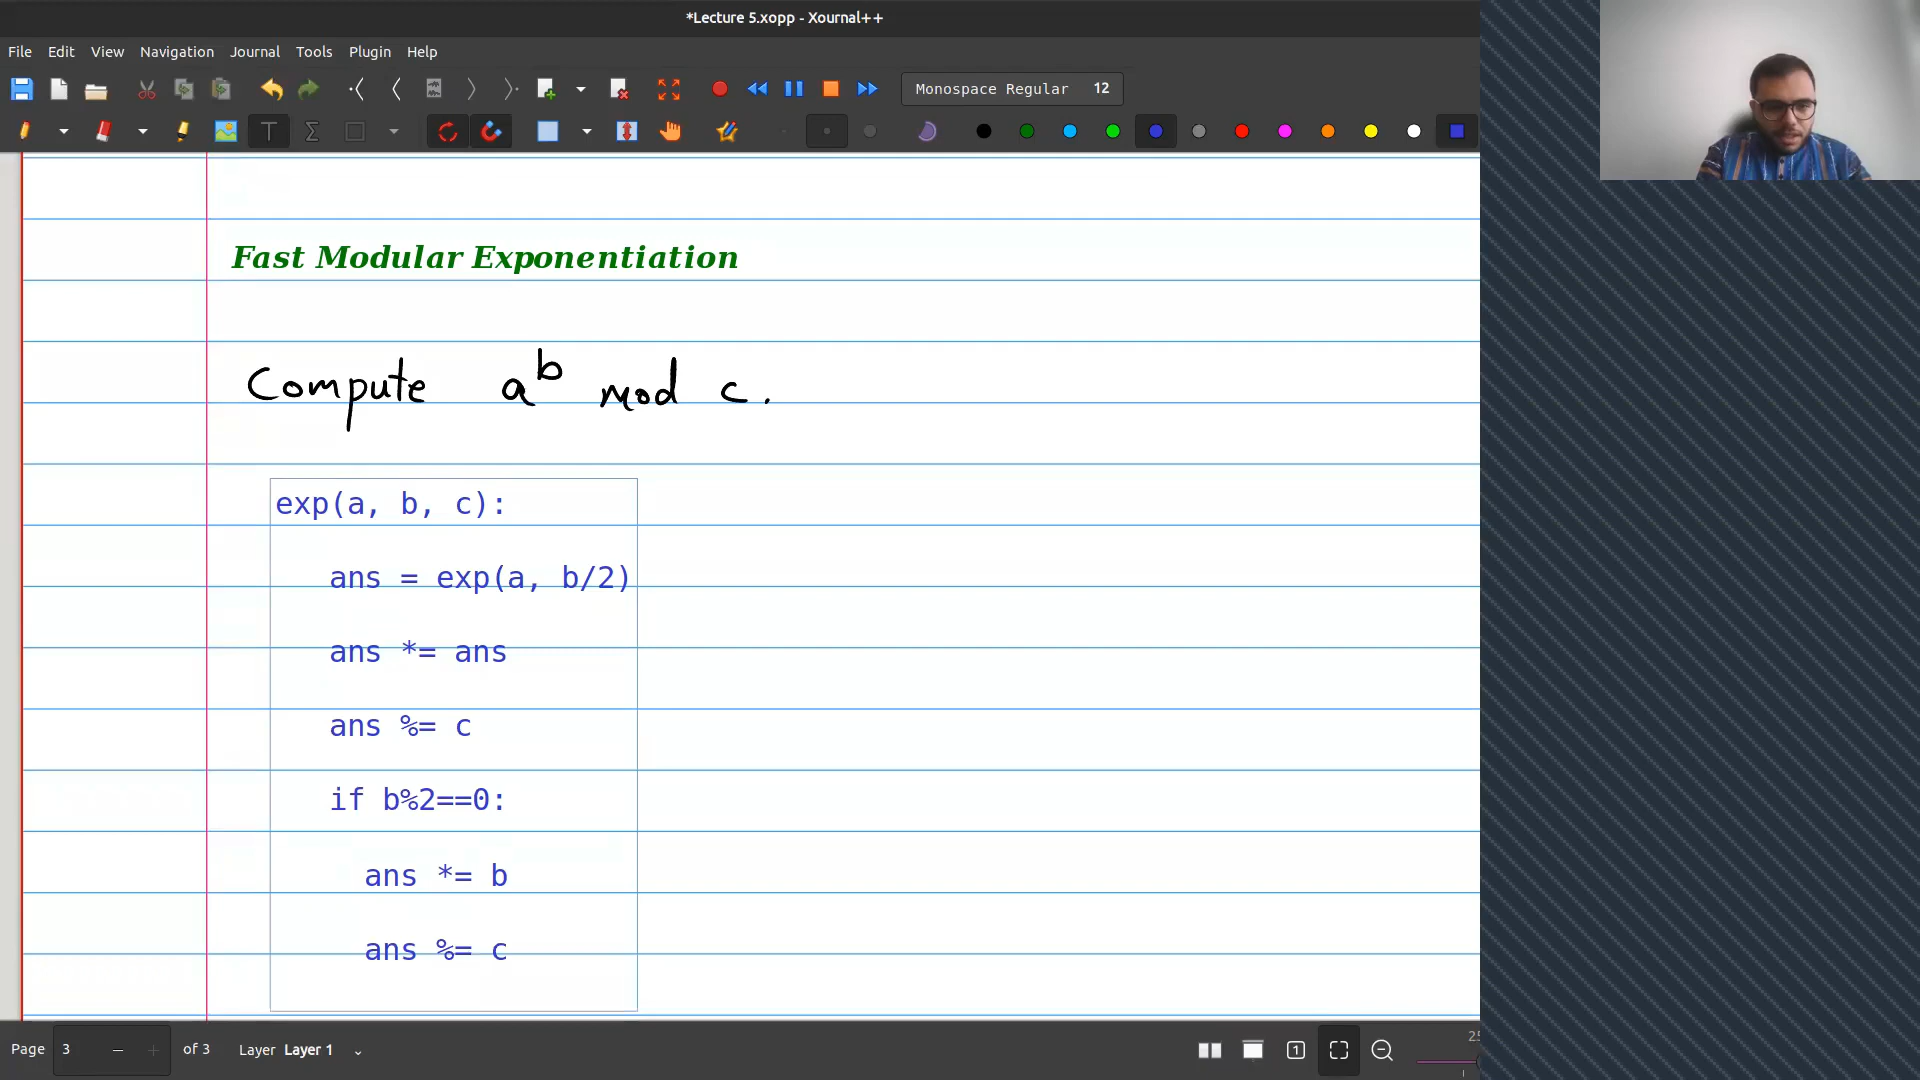 *Lecture 5.xopp - Xournal++
File Edit View Navigation Journal Tools Plugin Help
Monospace Regular 12
Fast Modular Exponentiation
Compute a^b mod c.
exp(a, b, c):
ans = exp(a, b/2)
ans *= ans
ans %= c
if b%2==0:
ans *= b
ans %= c
Page 3 of 3 Layer Layer 1